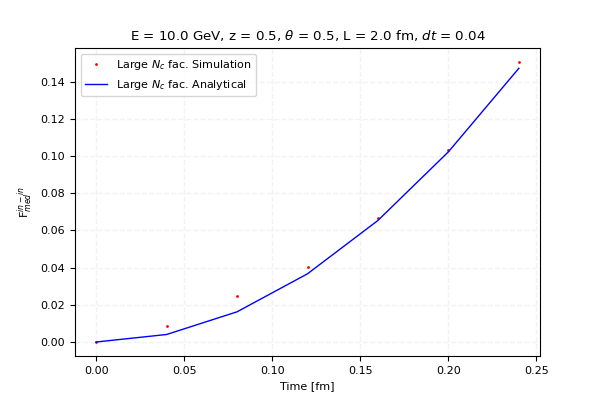 E = 10.0 GeV, z = 0.5, θ = 0.5, L = 2.0 fm, dt = 0.04
Large N_c fac. Simulation
Large N_c fac. Analytical
0.14
0.12
0.10
0.08
0.06
0.04
0.02
0.00
F_{med}^{in-in}
0.00 0.05 0.10 0.15 0.20 0.25
Time [fm]